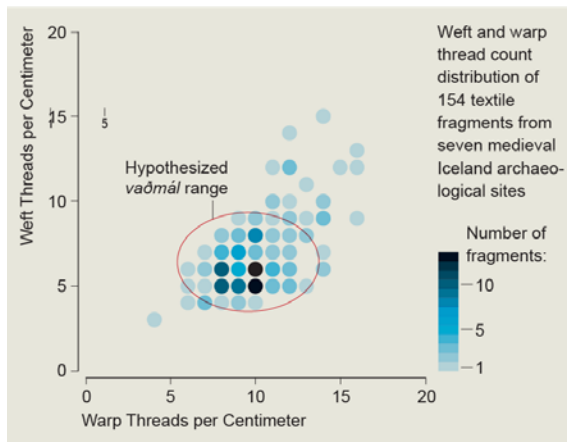 Weft and warp
thread count
distribution of
154 textile
fragments from
seven medieval
Iceland archaeo-
logical sites
Number of
fragments:
10
5
1
Hypothesized
vaðmál range
Weft Threads per Centimeter
20
15
10
5
0
1
5
0
5
10
15
20
Warp Threads per Centimeter